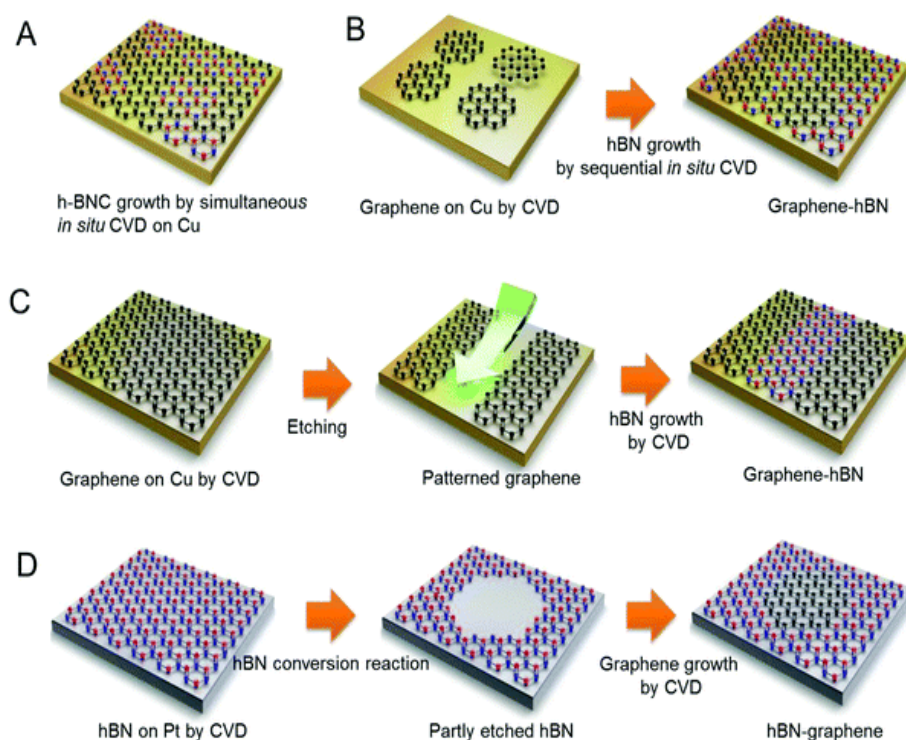 A
h-BNC growth by simultaneous
in situ CVD on Cu
B
Graphene on Cu by CVD
hBN growth
by sequential in situ CVD
Graphene-hBN
C
Graphene on Cu by CVD
Etching
Patterned graphene
hBN growth
by CVD
Graphene-hBN
D
hBN on Pt by CVD
hBN conversion reaction
Partly etched hBN
Graphene growth
by CVD
hBN-graphene